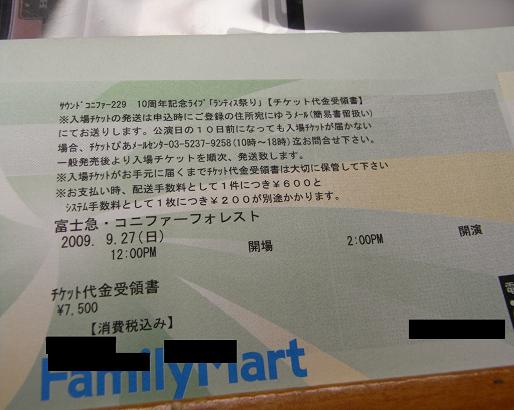 ｻｳﾝﾄﾞｺﾆﾌｧｰ229　10周年記念ﾗｲﾌﾞ「ランティス祭り」【チケット代金受領書】
※入場ﾁｹｯﾄの発送は申込時にご登録の住所宛にゆうﾒｰﾙ(簡易書留扱い)
にてお送りします。公演日の１０日前になっても入場ﾁｹｯﾄが届かない
場合、チケットぴあﾒｰﾙｾﾝﾀｰ03-5237-9258(10時～18時)迄お電話下さい。
一般発売後より入場チケットを順次、発送致します。
※入場ﾁｹｯﾄがお手元に届くまでﾁｹｯﾄ代金受領書は大切に保管して下さい
※お支払い時、配送手数料として１件につき￥６００と
システム手数料として１枚につき￥２００が別途かかります。
富士急・コニファーフォレスト
2009. 9.27(日)
12:00PM　開場　2:00PM　開演
ﾁｹｯﾄ代金受領書
¥7,500
【消費税込み】
FamilyMart
電